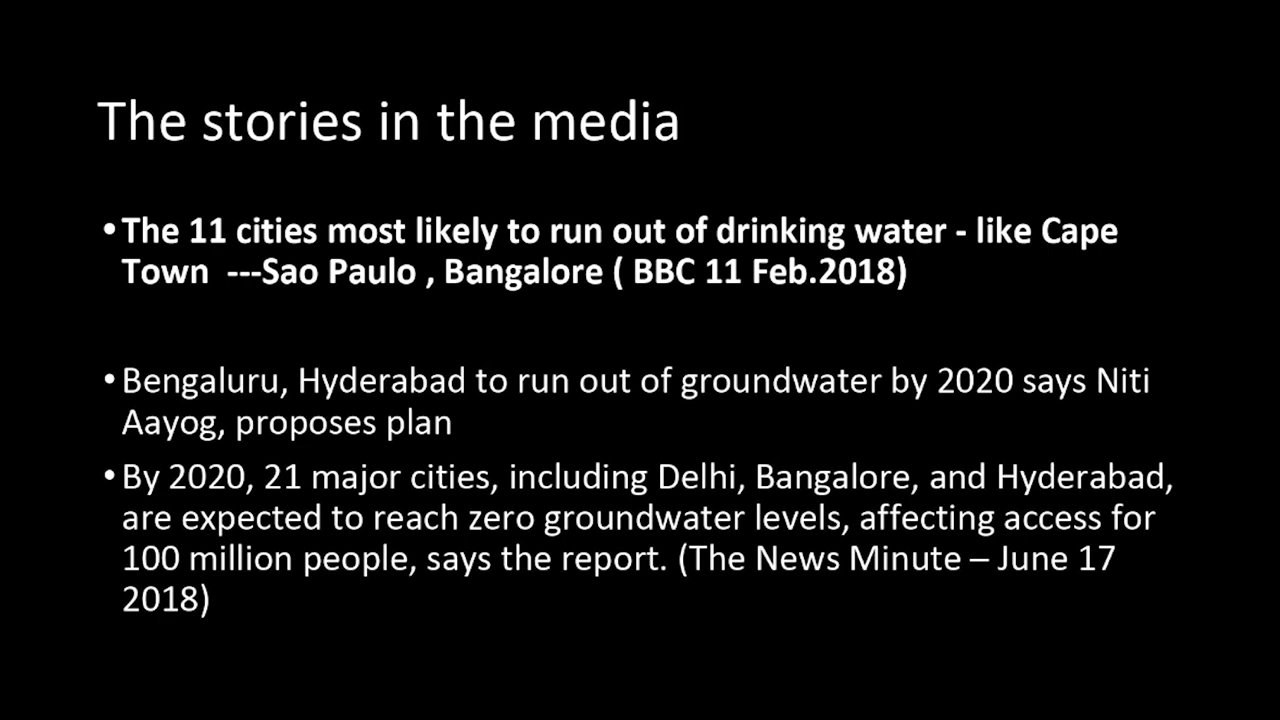 The stories in the media
•The 11 cities most likely to run out of drinking water - like Cape
Town ---Sao Paulo , Bangalore ( BBC 11 Feb.2018)
•Bengaluru, Hyderabad to run out of groundwater by 2020 says Niti
Aayog, proposes plan
•By 2020, 21 major cities, including Delhi, Bangalore, and Hyderabad,
are expected to reach zero groundwater levels, affecting access for
100 million people, says the report. (The News Minute – June 17
2018)